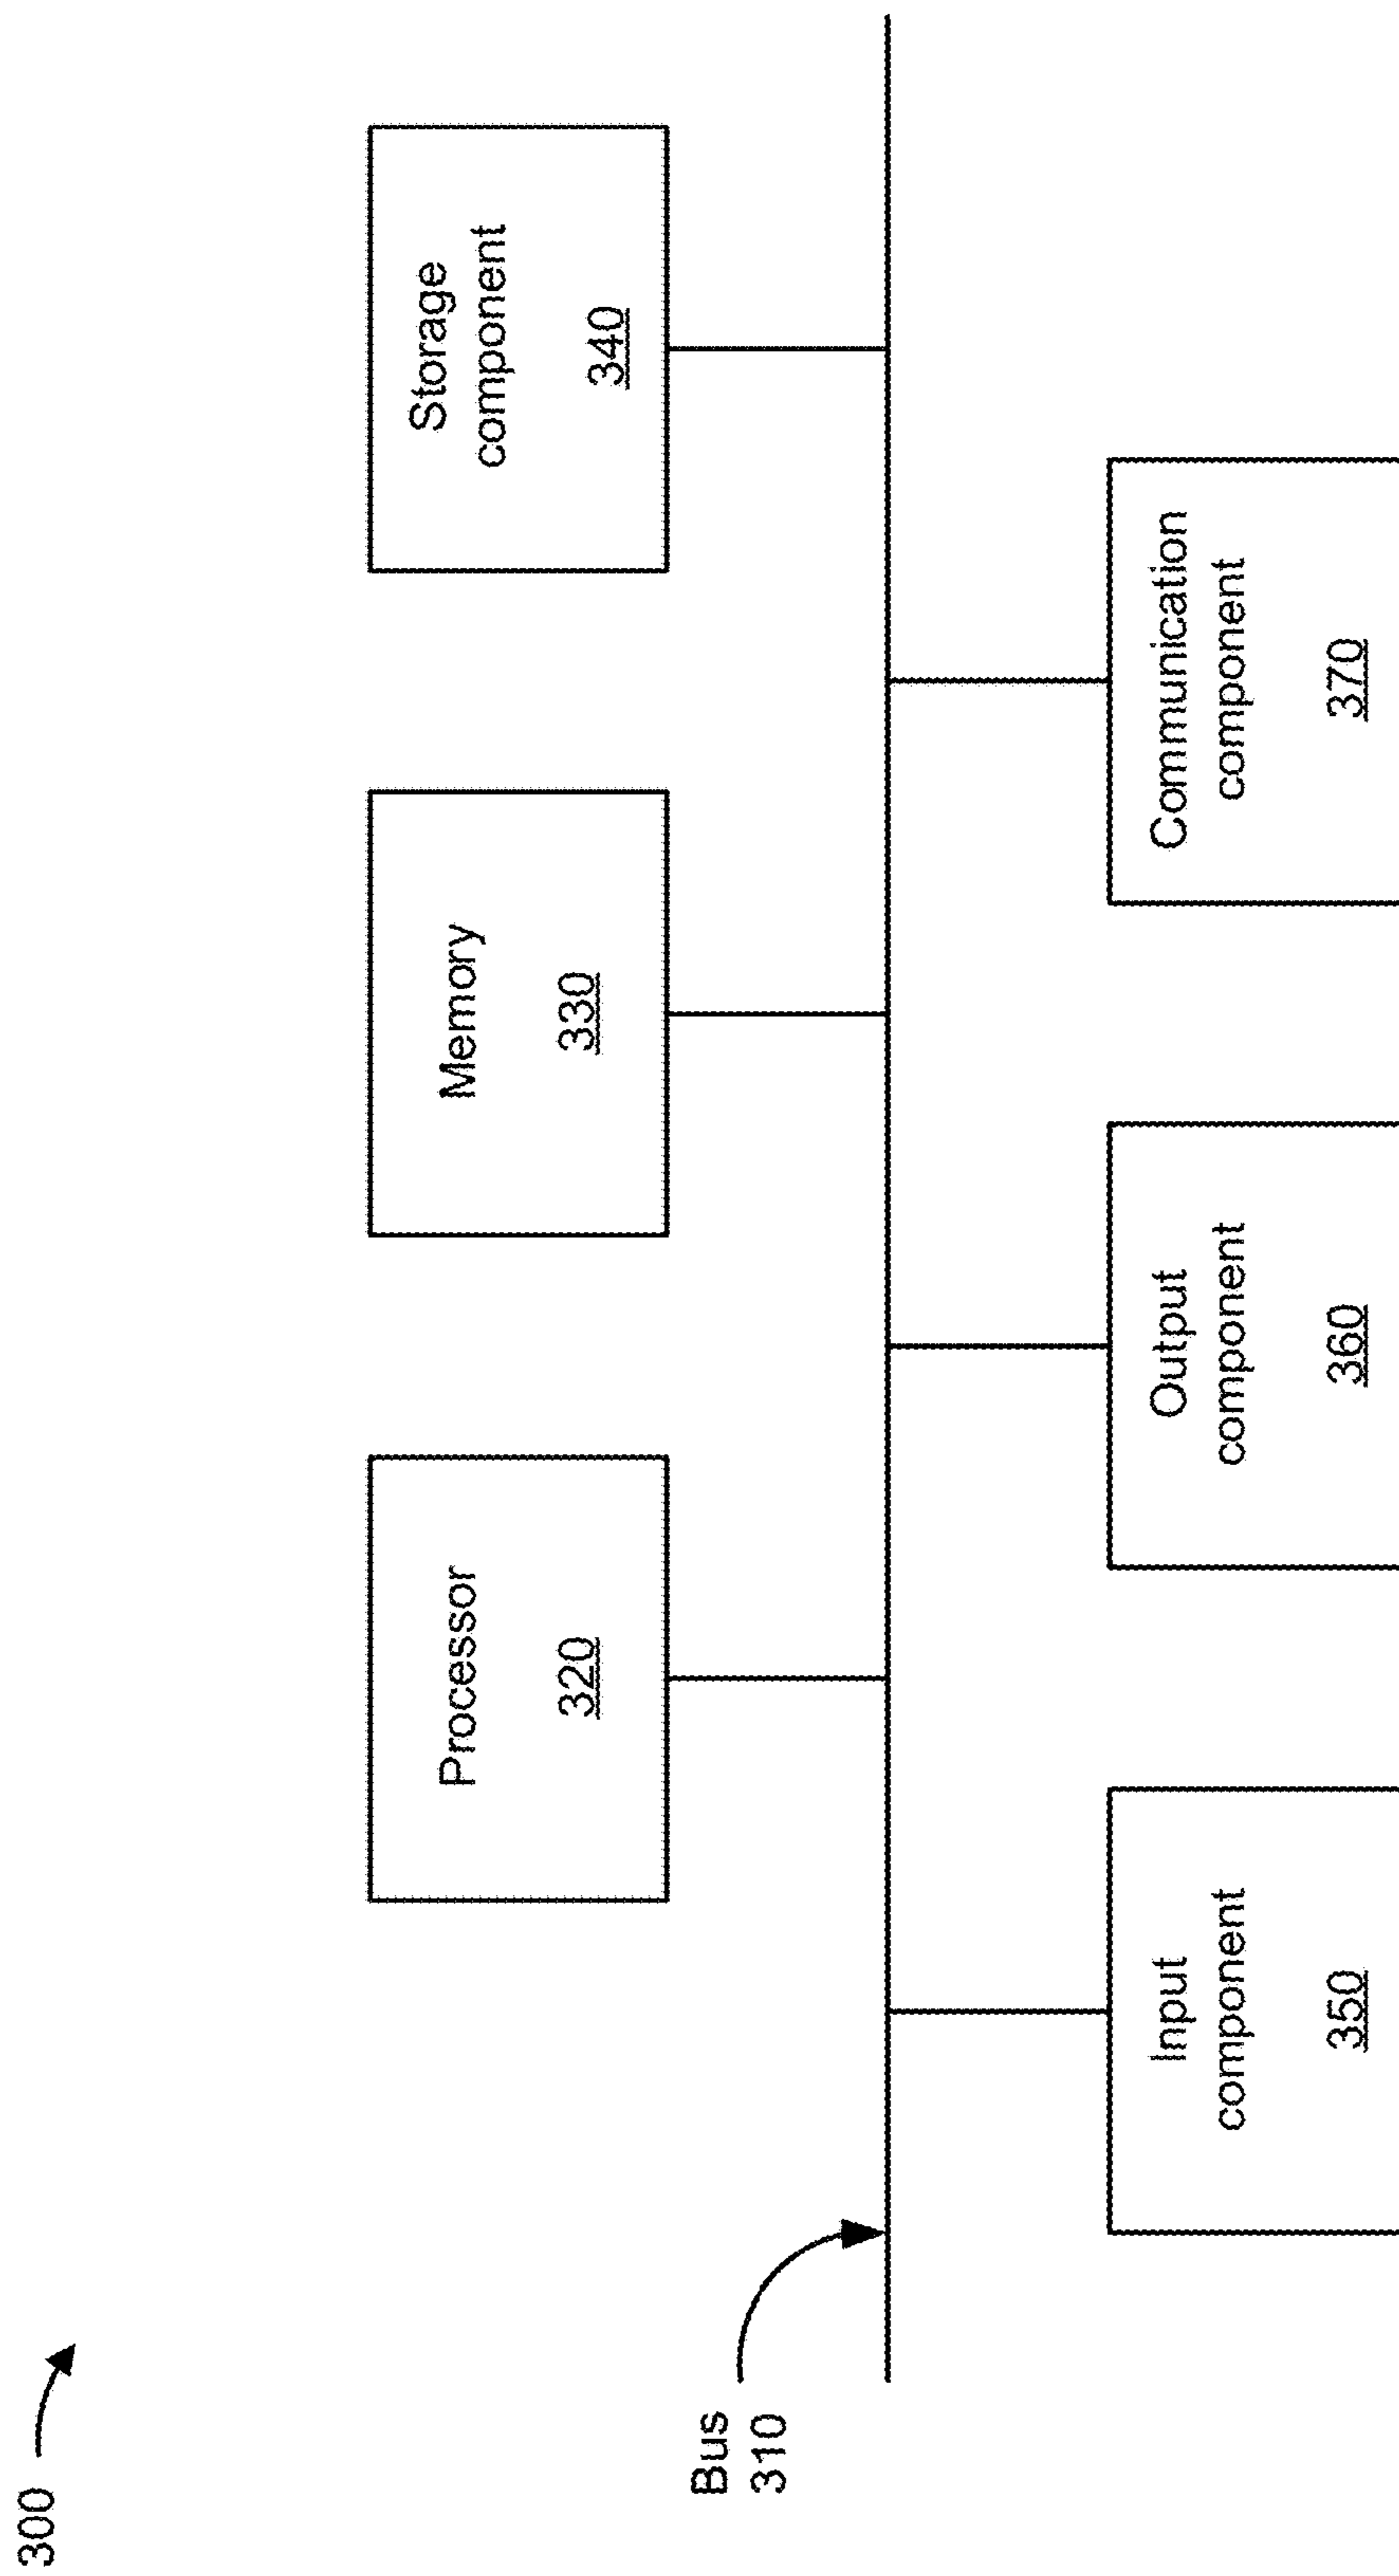 300
Processor
320
Memory
330
Storage
component
340
Bus
310
Input
component
350
Output
component
360
Communication
component
370